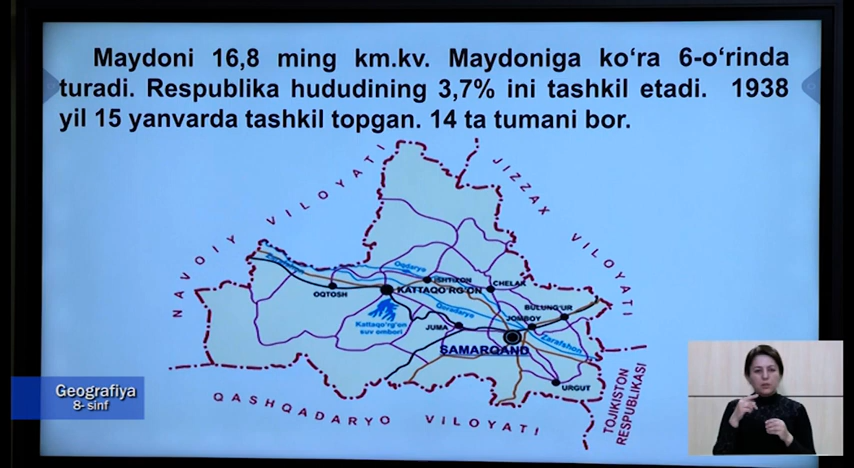 Maydoni 16,8 ming km.kv. Maydoniga ko‘ra 6-o‘rinda
turadi. Respublika hududining 3,7% ini tashkil etadi. 1938
yil 15 yanvarda tashkil topgan. 14 ta tumani bor.
NAVOIY VILOYATI
JIZZAX VILOYATI
Oqdaryo
ISHTIXON
CHELAK
OQTOSH
KATTAQO‘RG‘ON
BULUNG‘UR
Qoradaryo
JOMBOY
Kattaqo‘rg‘on
suv ombori
JUMA
Zarafshon
SAMARQAND
URGUT
TOJIKISTON
RESPUBLIKASI
QASHQADARYO VILOYATI
Geografiya
8- sinf